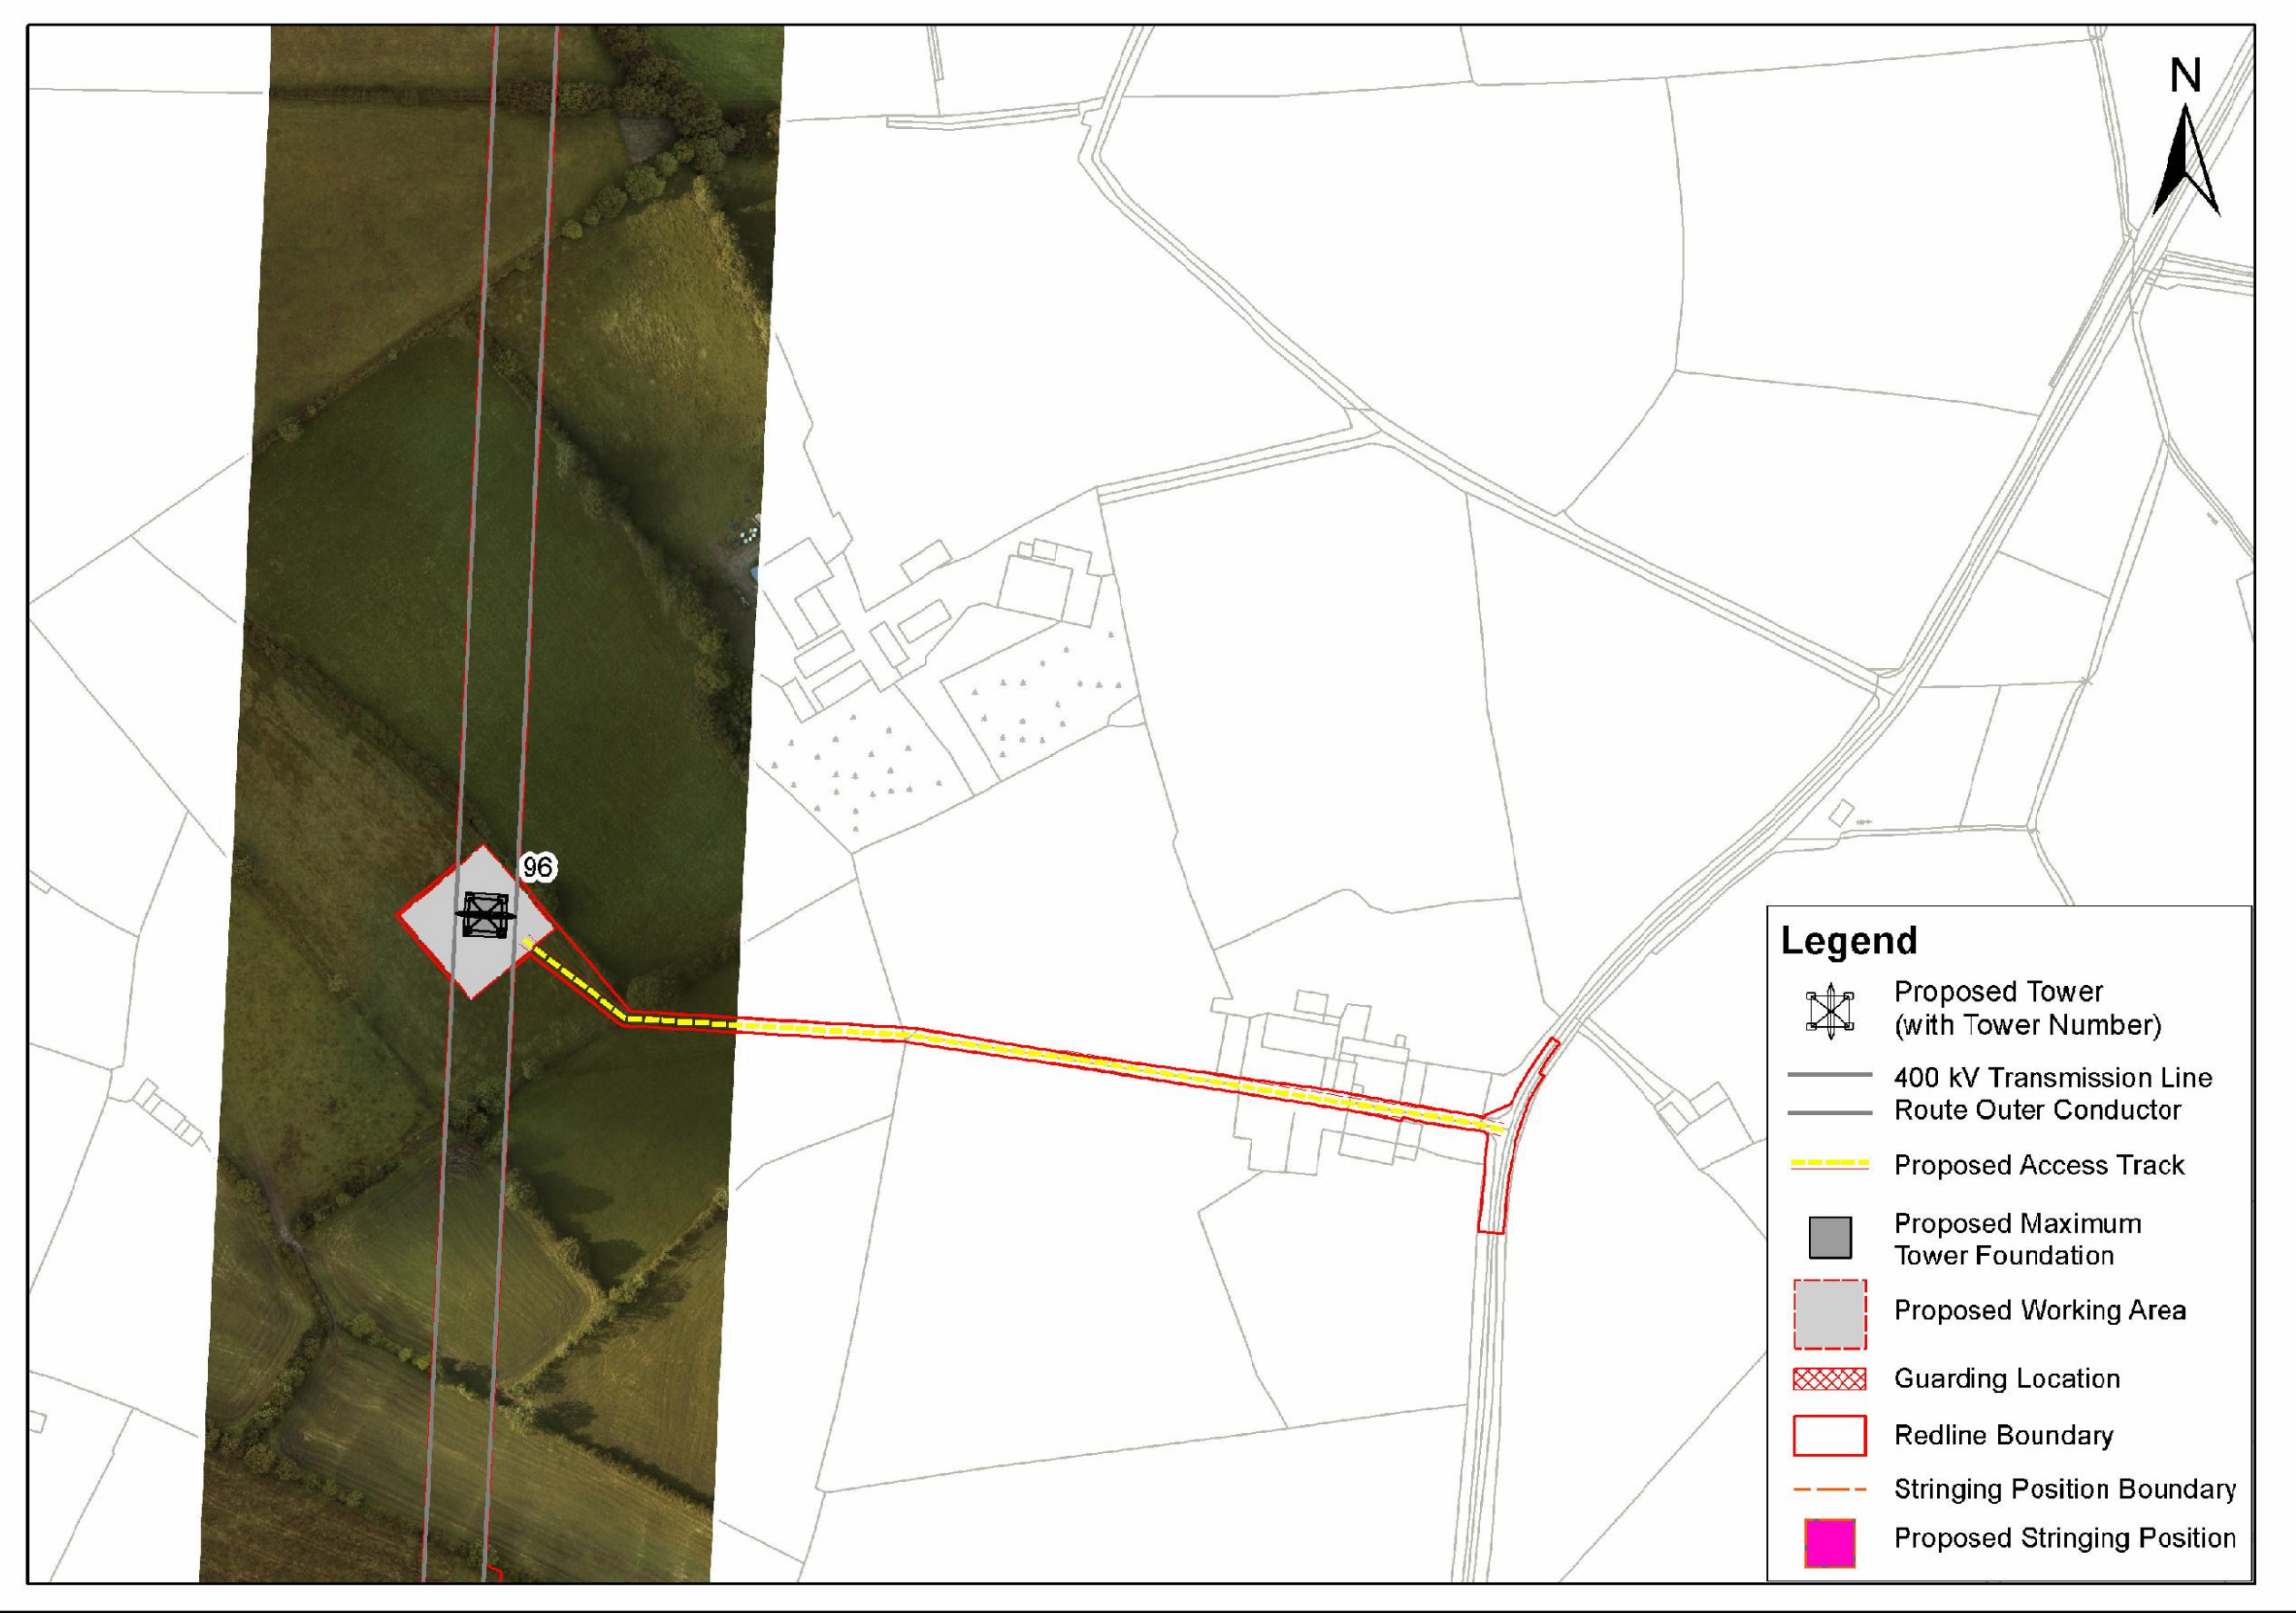 N
96
Legend
Proposed Tower
(with Tower Number)
400 kV Transmission Line
Route Outer Conductor
Proposed Access Track
Proposed Maximum
Tower Foundation
Proposed Working Area
Guarding Location
Redline Boundary
Stringing Position Boundary
Proposed Stringing Position